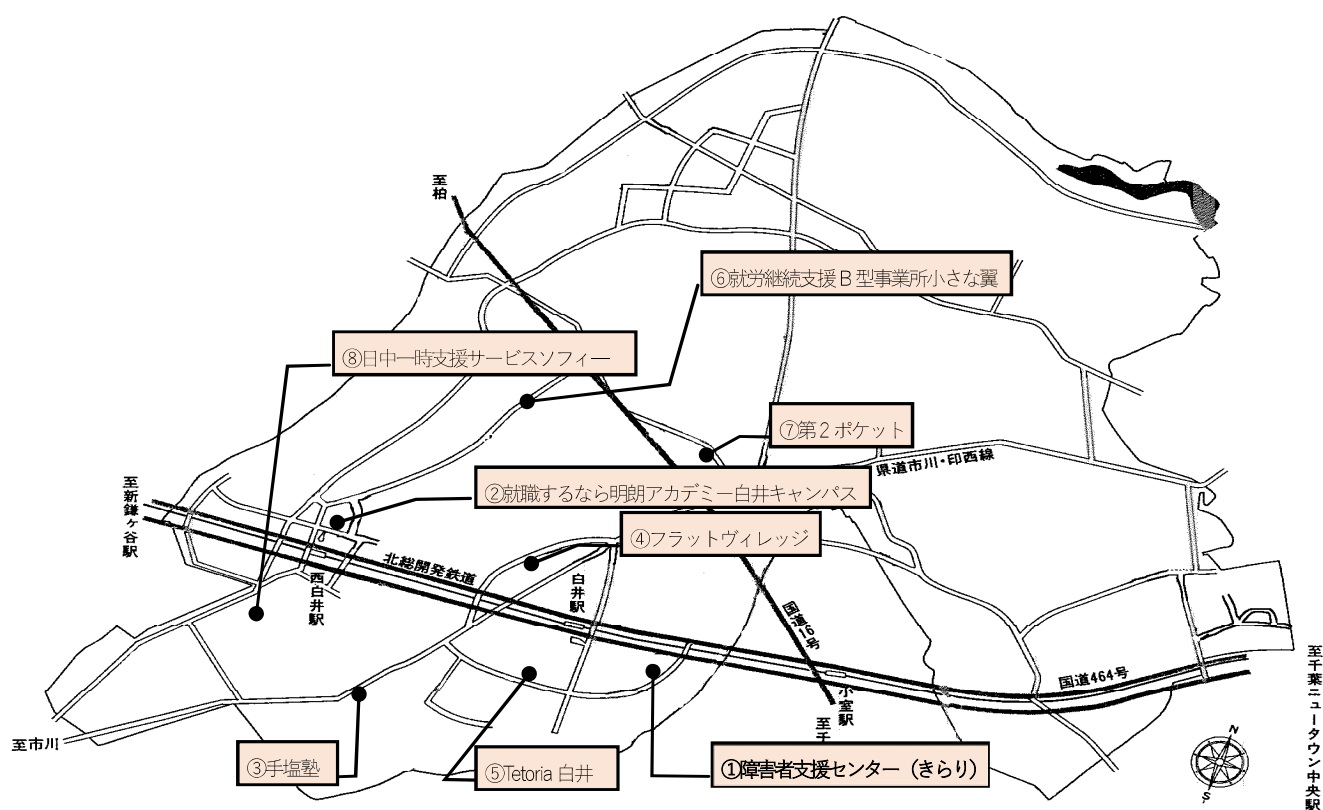 至柏
⑥就労継続支援B型事業所小さな翼
⑧日中一時支援サービスソフィー
⑦第2ポケット
県道市川・印西線
②就職するなら明朗アカデミー白井キャンパス
至新鎌ヶ谷駅
④フラットヴィレッジ
北総開発鉄道
西白井駅
白井駅
国道16号
国道464号
小室駅
至千
至千葉ニュータウン中央駅
至市川
③手塩塾
⑤Tetoria 白井
①障害者支援センター（きらり）
N
S